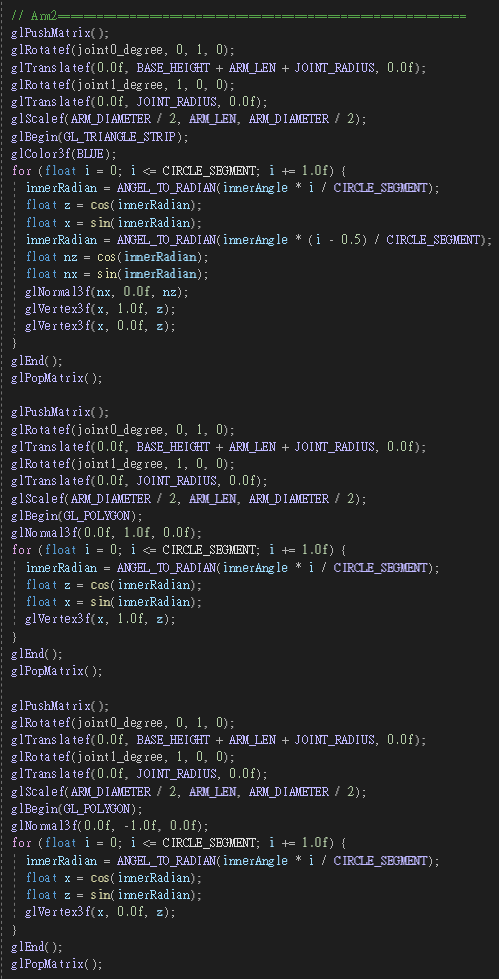 // Arm2=======================================================
glPushMatrix();
glRotatef(joint0_degree, 0, 1, 0);
glTranslatef(0.0f, BASE_HEIGHT + ARM_LEN + JOINT_RADIUS, 0.0f);
glRotatef(joint1_degree, 1, 0, 0);
glTranslatef(0.0f, JOINT_RADIUS, 0.0f);
glScalef(ARM_DIAMETER / 2, ARM_LEN, ARM_DIAMETER / 2);
glBegin(GL_TRIANGLE_STRIP);
glColor3f(BLUE);
for (float i = 0; i <= CIRCLE_SEGMENT; i += 1.0f) {
innerRadian = ANGEL_TO_RADIAN(innerAngle * i / CIRCLE_SEGMENT);
float z = cos(innerRadian);
float x = sin(innerRadian);
innerRadian = ANGEL_TO_RADIAN(innerAngle * (i - 0.5) / CIRCLE_SEGMENT);
float nz = cos(innerRadian);
float nx = sin(innerRadian);
glNormal3f(nx, 0.0f, nz);
glVertex3f(x, 1.0f, z);
glVertex3f(x, 0.0f, z);
}
glEnd();
glPopMatrix();
glPushMatrix();
glRotatef(joint0_degree, 0, 1, 0);
glTranslatef(0.0f, BASE_HEIGHT + ARM_LEN + JOINT_RADIUS, 0.0f);
glRotatef(joint1_degree, 1, 0, 0);
glTranslatef(0.0f, JOINT_RADIUS, 0.0f);
glScalef(ARM_DIAMETER / 2, ARM_LEN, ARM_DIAMETER / 2);
glBegin(GL_POLYGON);
glNormal3f(0.0f, 1.0f, 0.0f);
for (float i = 0; i <= CIRCLE_SEGMENT; i += 1.0f) {
innerRadian = ANGEL_TO_RADIAN(innerAngle * i / CIRCLE_SEGMENT);
float z = cos(innerRadian);
float x = sin(innerRadian);
glVertex3f(x, 1.0f, z);
}
glEnd();
glPopMatrix();
glPushMatrix();
glRotatef(joint0_degree, 0, 1, 0);
glTranslatef(0.0f, BASE_HEIGHT + ARM_LEN + JOINT_RADIUS, 0.0f);
glRotatef(joint1_degree, 1, 0, 0);
glTranslatef(0.0f, JOINT_RADIUS, 0.0f);
glScalef(ARM_DIAMETER / 2, ARM_LEN, ARM_DIAMETER / 2);
glBegin(GL_POLYGON);
glNormal3f(0.0f, -1.0f, 0.0f);
for (float i = 0; i <= CIRCLE_SEGMENT; i += 1.0f) {
innerRadian = ANGEL_TO_RADIAN(innerAngle * i / CIRCLE_SEGMENT);
float x = cos(innerRadian);
float z = sin(innerRadian);
glVertex3f(x, 0.0f, z);
}
glEnd();
glPopMatrix();